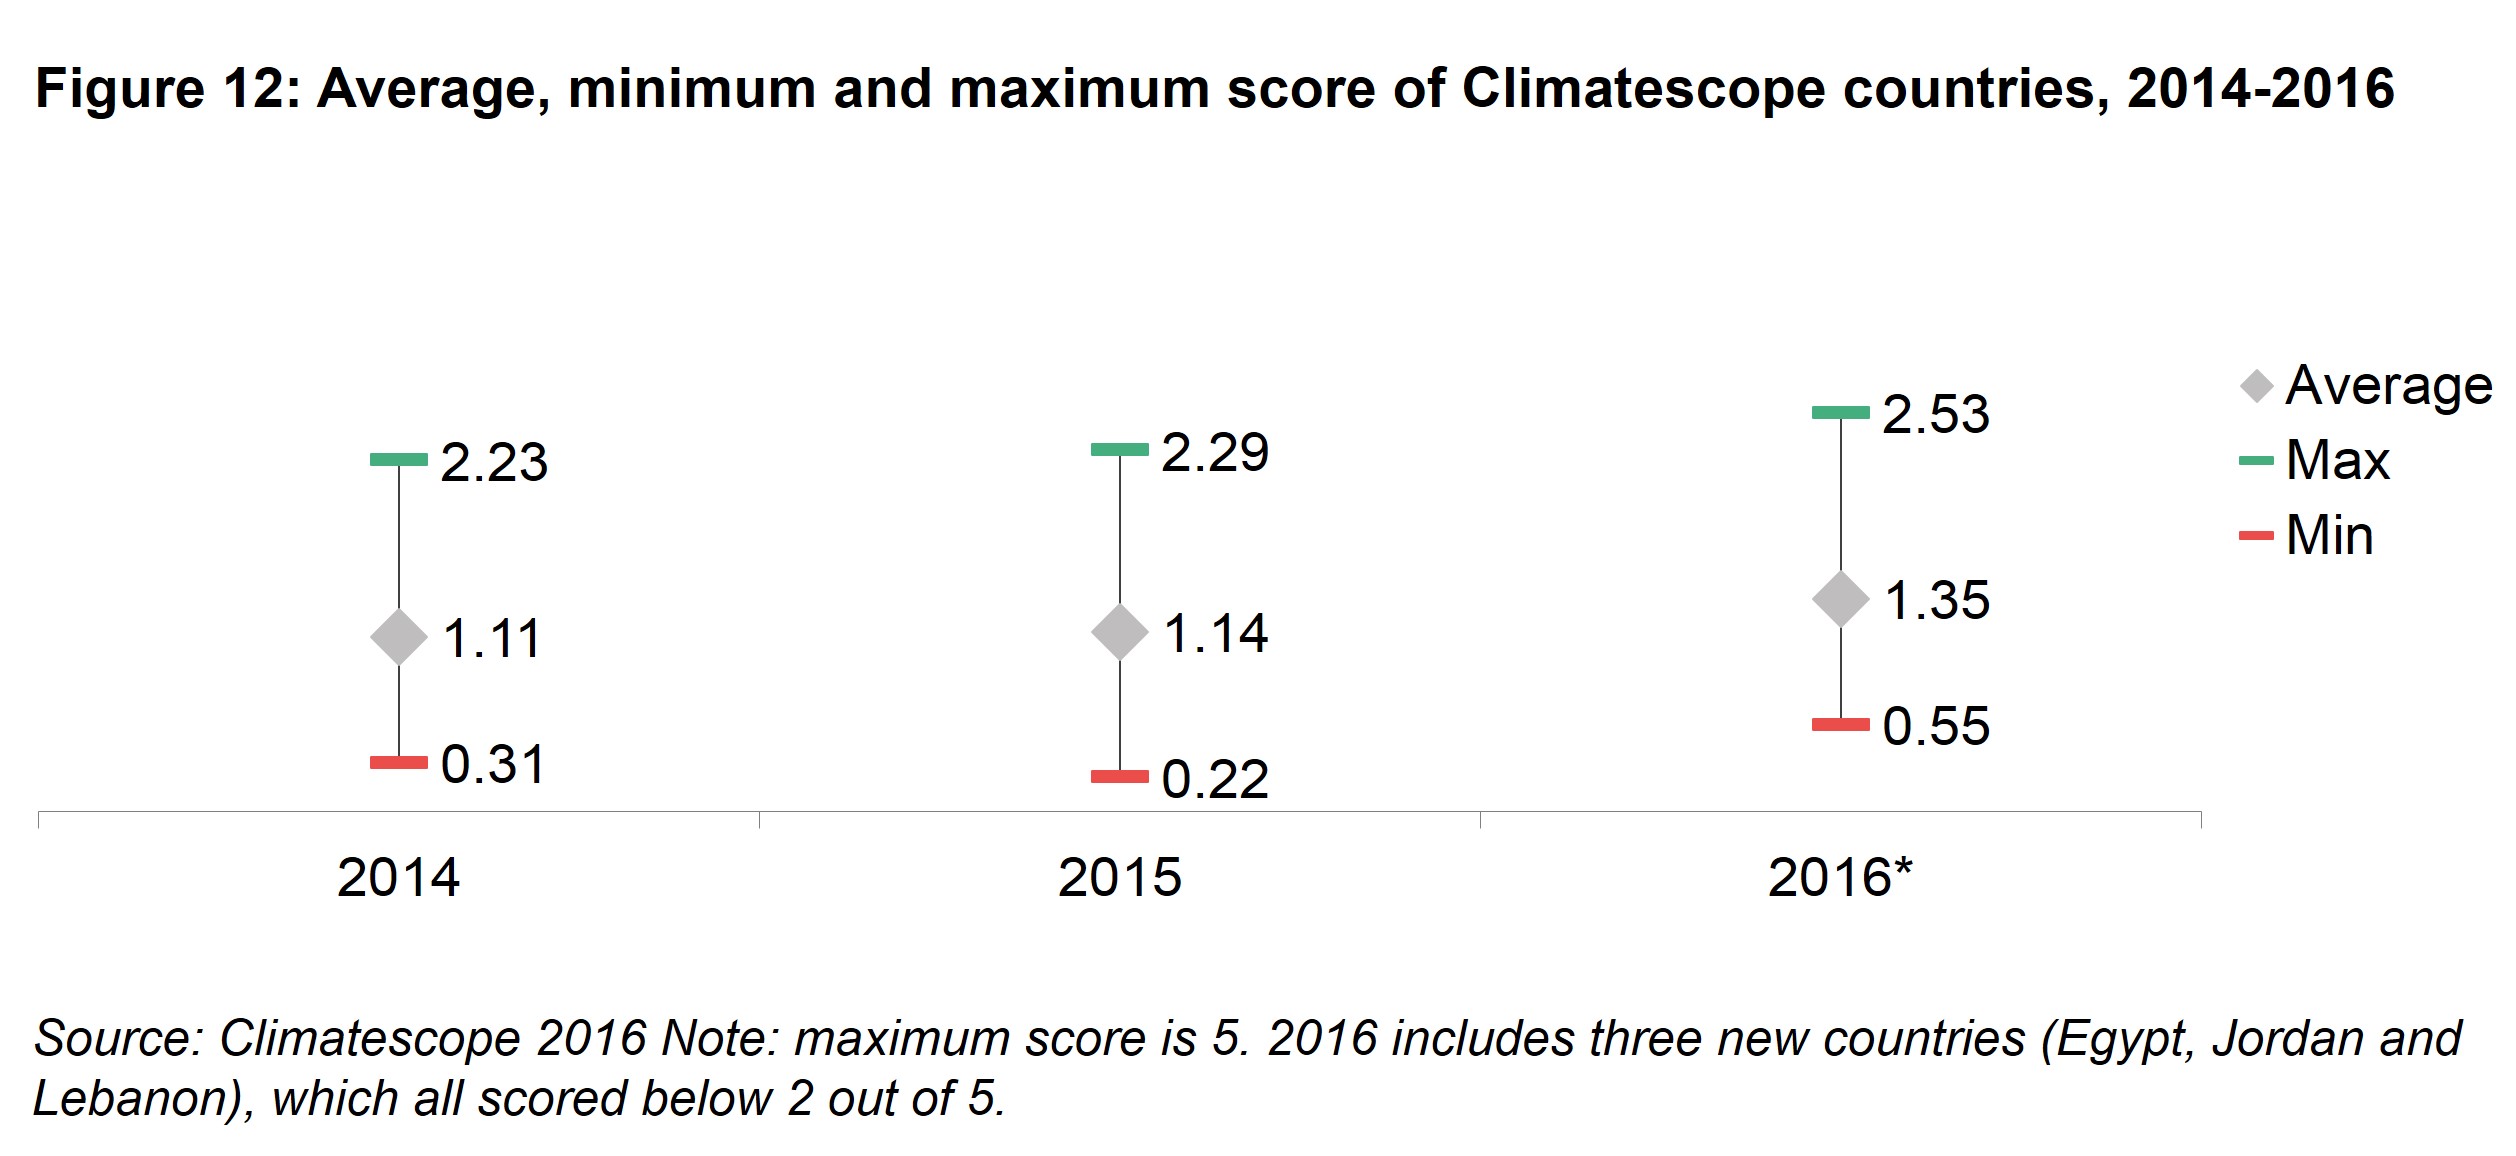 Figure 12: Average, minimum and maximum score of Climatescope countries, 2014-2016
Average
Max
Min
2.23
1.11
0.31
2.29
1.14
0.22
2.53
1.35
0.55
2014
2015
2016*
Source: Climatescope 2016 Note: maximum score is 5. 2016 includes three new countries (Egypt, Jordan and
Lebanon), which all scored below 2 out of 5.